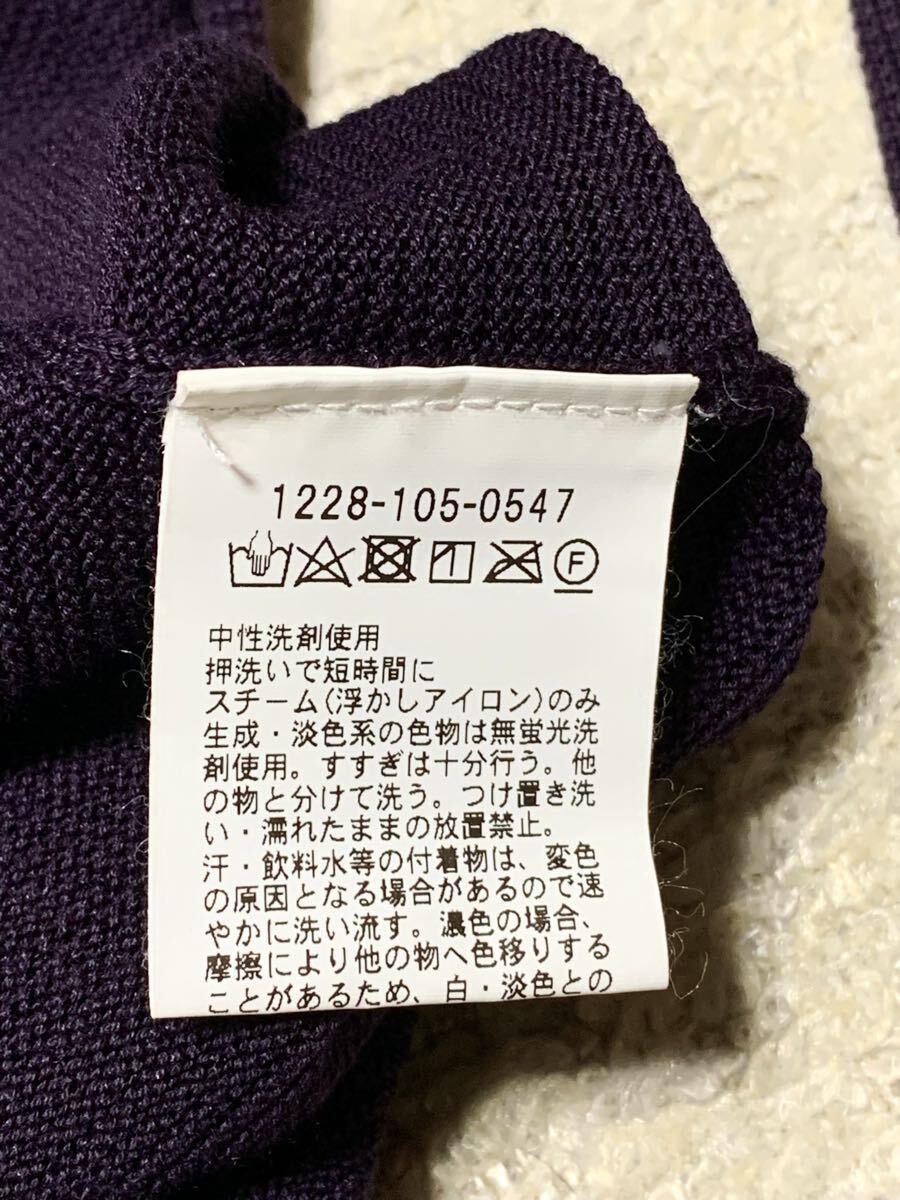 1228-105-0547
F
中性洗剤使用
押洗いで短時間に
スチーム(浮かしアイロン)のみ
生成・淡色系の色物は無蛍光洗
剤使用。すすぎは十分行う。他
の物と分けて洗う。つけ置き洗
い・濡れたままの放置禁止。
汗・飲料水等の付着物は、変色
の原因となる場合があるので速
やかに洗い流す。濃色の場合、
摩擦により他の物へ色移りする
ことがあるため、白・淡色との